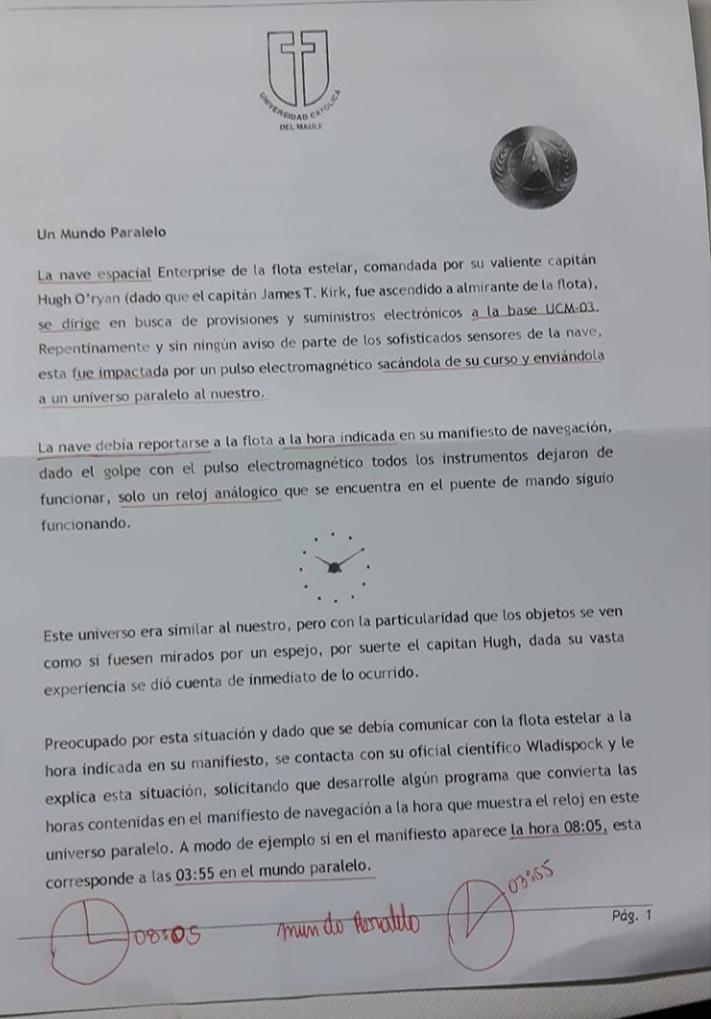 UNIVERSIDAD CATOLICA
DEL MAULE
Un Mundo Paralelo
La nave espacial Enterprise de la flota estelar, comandada por su valiente capitán
Hugh O'ryan (dado que el capitán James T. Kirk, fue ascendido a almirante de la flota),
se dirige en busca de provisiones y suministros electrónicos a la base UCM-03.
Repentinamente y sin ningún aviso de parte de los sofisticados sensores de la nave,
esta fue impactada por un pulso electromagnético sacándola de su curso y enviándola
a un universo paralelo al nuestro.
La nave debía reportarse a la flota a la hora indicada en su manifiesto de navegación,
dado el golpe con el pulso electromagnético todos los instrumentos dejaron de
funcionar, solo un reloj análogico que se encuentra en el puente de mando siguio
funcionando.
Este universo era similar al nuestro, pero con la particularidad que los objetos se ven
como si fuesen mirados por un espejo, por suerte el capitan Hugh, dada su vasta
experiencia se dió cuenta de inmediato de lo ocurrido.
Preocupado por esta situación y dado que se debía comunicar con la flota estelar a la
hora indicada en su manifiesto, se contacta con su oficial científico Wladispock y le
explica esta situación, solicitando que desarrolle algún programa que convierta las
horas contenidas en el manifiesto de navegación a la hora que muestra el reloj en este
universo paralelo. A modo de ejemplo si en el manifiesto aparece la hora 08:05, esta
corresponde a las 03:55 en el mundo paralelo.
08:05 mundo 03:55
Pág. 1